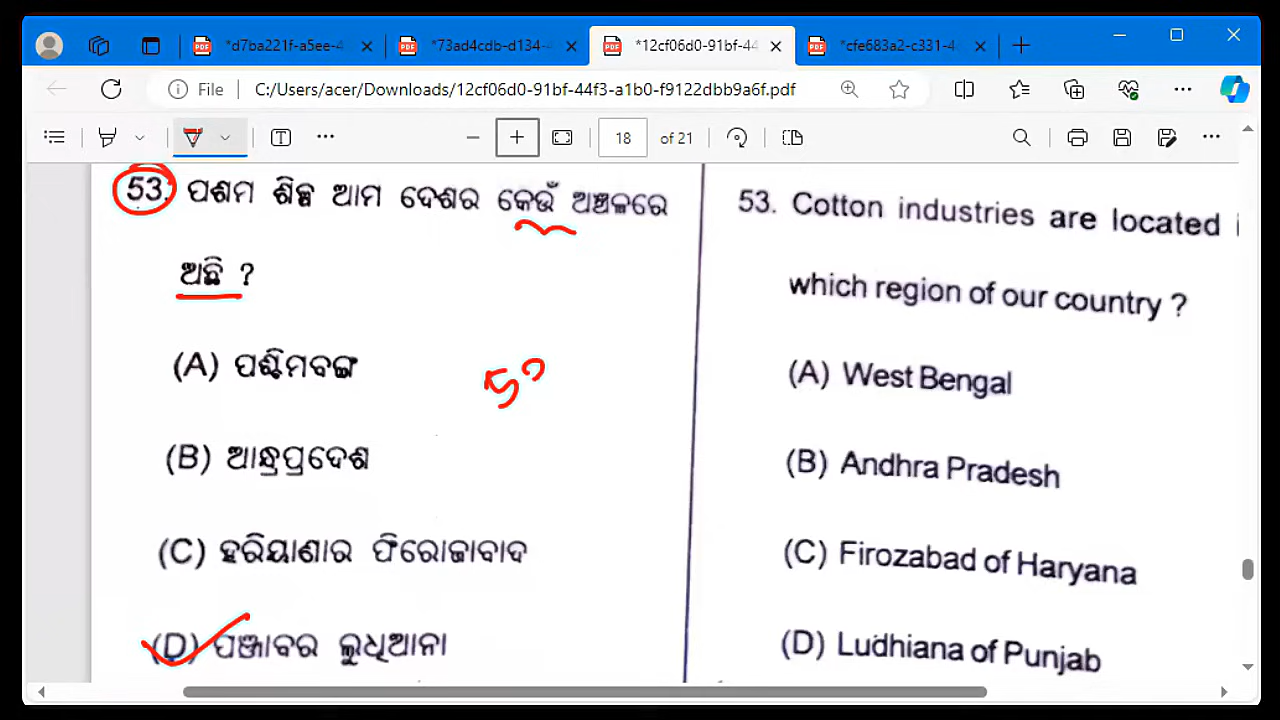 *d7ba221f-a5ee-4
*73ad4cdb-d134-
*12cf06d0-91bf-44
*cfe683a2-c331-4
File
C:/Users/acer/Downloads/12cf06d0-91bf-44f3-a1b0-f9122dbb9a6f.pdf
18 of 21
53. ପଶମ ଶିଳ୍ପ ଆମ ଦେଶର କେଉଁ ଅଞ୍ଚଳରେ
ଅଛି ?
(A) ପଶ୍ଚିମବଙ୍ଗ
(B) ଆନ୍ଧ୍ରପ୍ରଦେଶ
(C) ହରିୟାଣାର ଫିରୋଜାବାଦ
(D) ପଞ୍ଜାବର ଲୁଧିଆନା
53. Cotton industries are located
which region of our country ?
(A) West Bengal
(B) Andhra Pradesh
(C) Firozabad of Haryana
(D) Ludhiana of Punjab